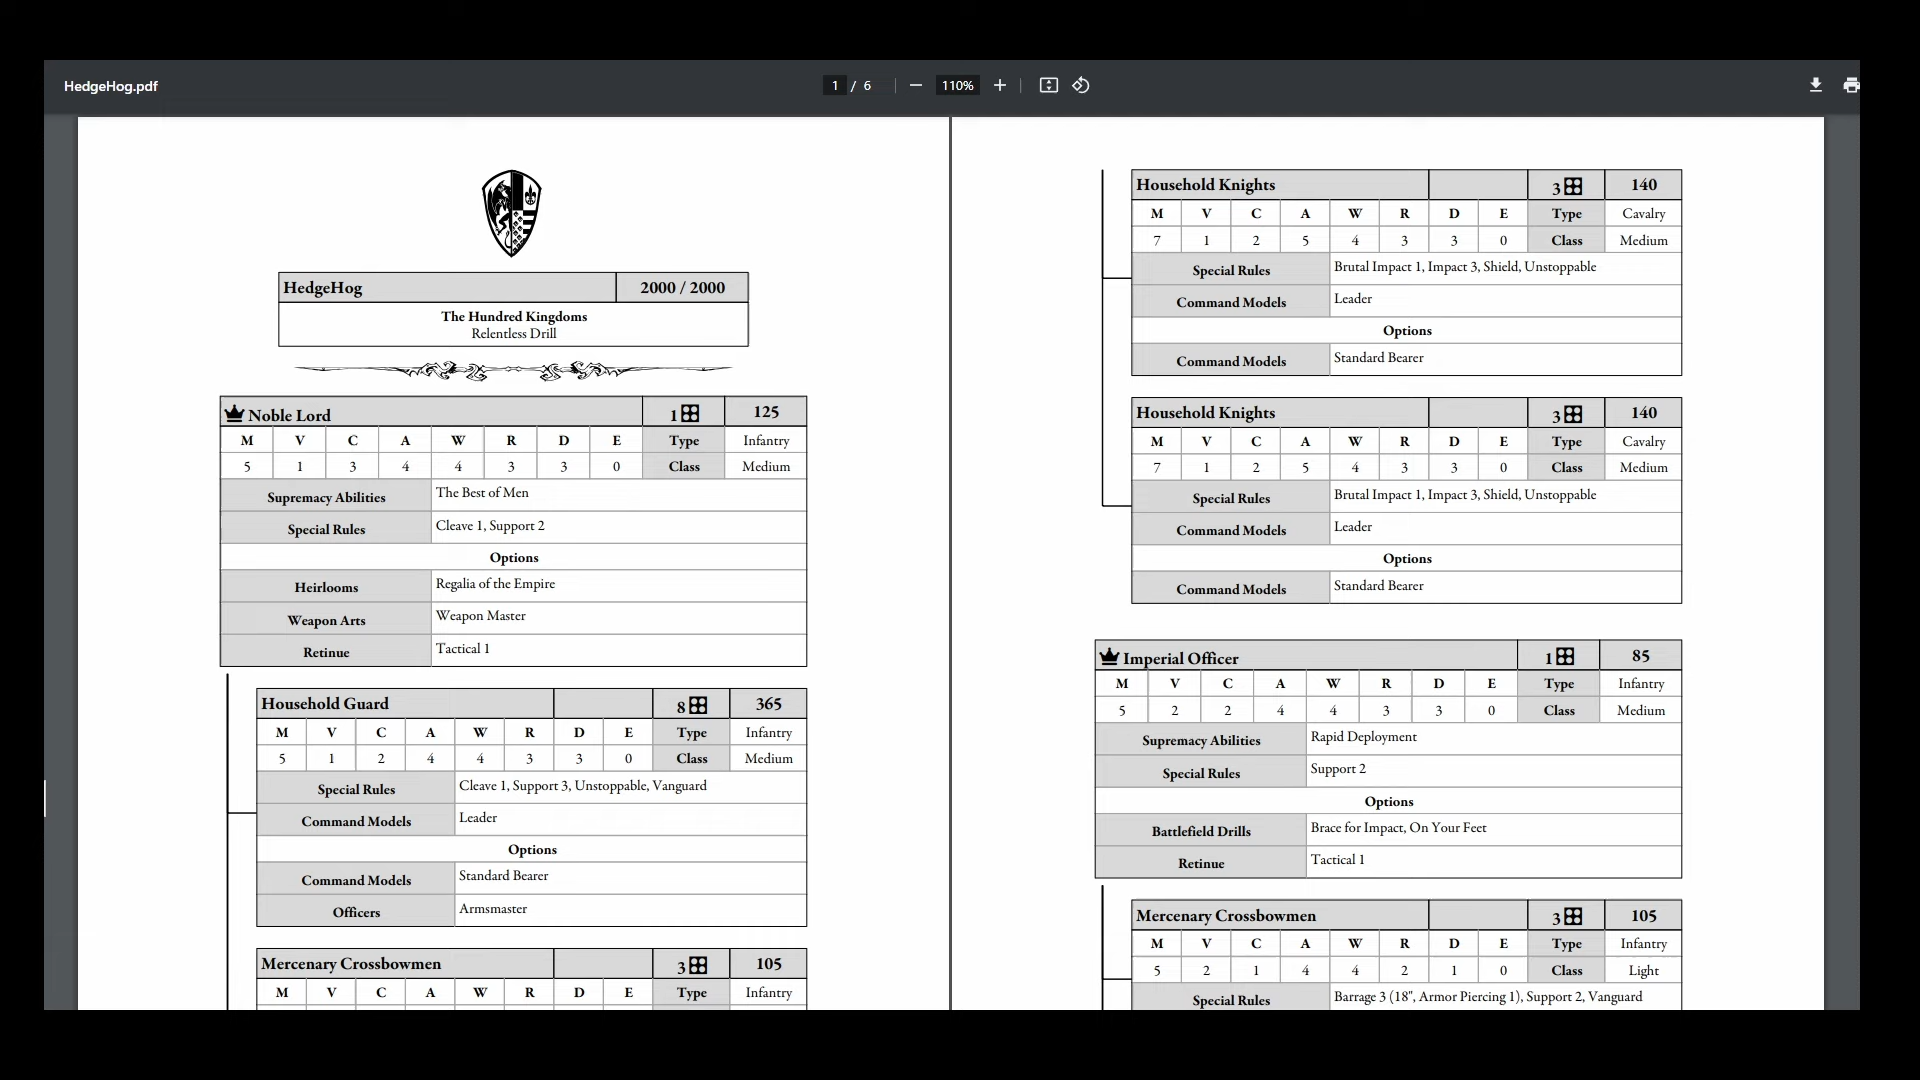 HedgeHog.pdf
1 / 6
110%
HedgeHog 2000 / 2000
The Hundred Kingdoms
Relentless Drill
Noble Lord 1 125
M V C A W R D E Type Infantry
5 1 3 4 4 3 3 0 Class Medium
Supremacy Abilities The Best of Men
Special Rules Cleave 1, Support 2
Options
Heirlooms Regalia of the Empire
Weapon Arts Weapon Master
Retinue Tactical 1
Household Guard 8 365
M V C A W R D E Type Infantry
5 1 2 4 4 3 3 0 Class Medium
Special Rules Cleave 1, Support 3, Unstoppable, Vanguard
Command Models Leader
Options
Command Models Standard Bearer
Officers Armsmaster
Mercenary Crossbowmen 3 105
M V C A W R D E Type Infantry
Household Knights 3 140
M V C A W R D E Type Cavalry
7 1 2 5 4 3 3 0 Class Medium
Special Rules Brutal Impact 1, Impact 3, Shield, Unstoppable
Command Models Leader
Options
Command Models Standard Bearer
Household Knights 3 140
M V C A W R D E Type Cavalry
7 1 2 5 4 3 3 0 Class Medium
Special Rules Brutal Impact 1, Impact 3, Shield, Unstoppable
Command Models Leader
Options
Command Models Standard Bearer
Imperial Officer 1 85
M V C A W R D E Type Infantry
5 2 2 4 4 3 3 0 Class Medium
Supremacy Abilities Rapid Deployment
Special Rules Support 2
Options
Battlefield Drills Brace for Impact, On Your Feet
Retinue Tactical 1
Mercenary Crossbowmen 3 105
M V C A W R D E Type Infantry
5 2 1 4 4 2 1 0 Class Light
Special Rules Barrage 3 (18", Armor Piercing 1), Support 2, Vanguard